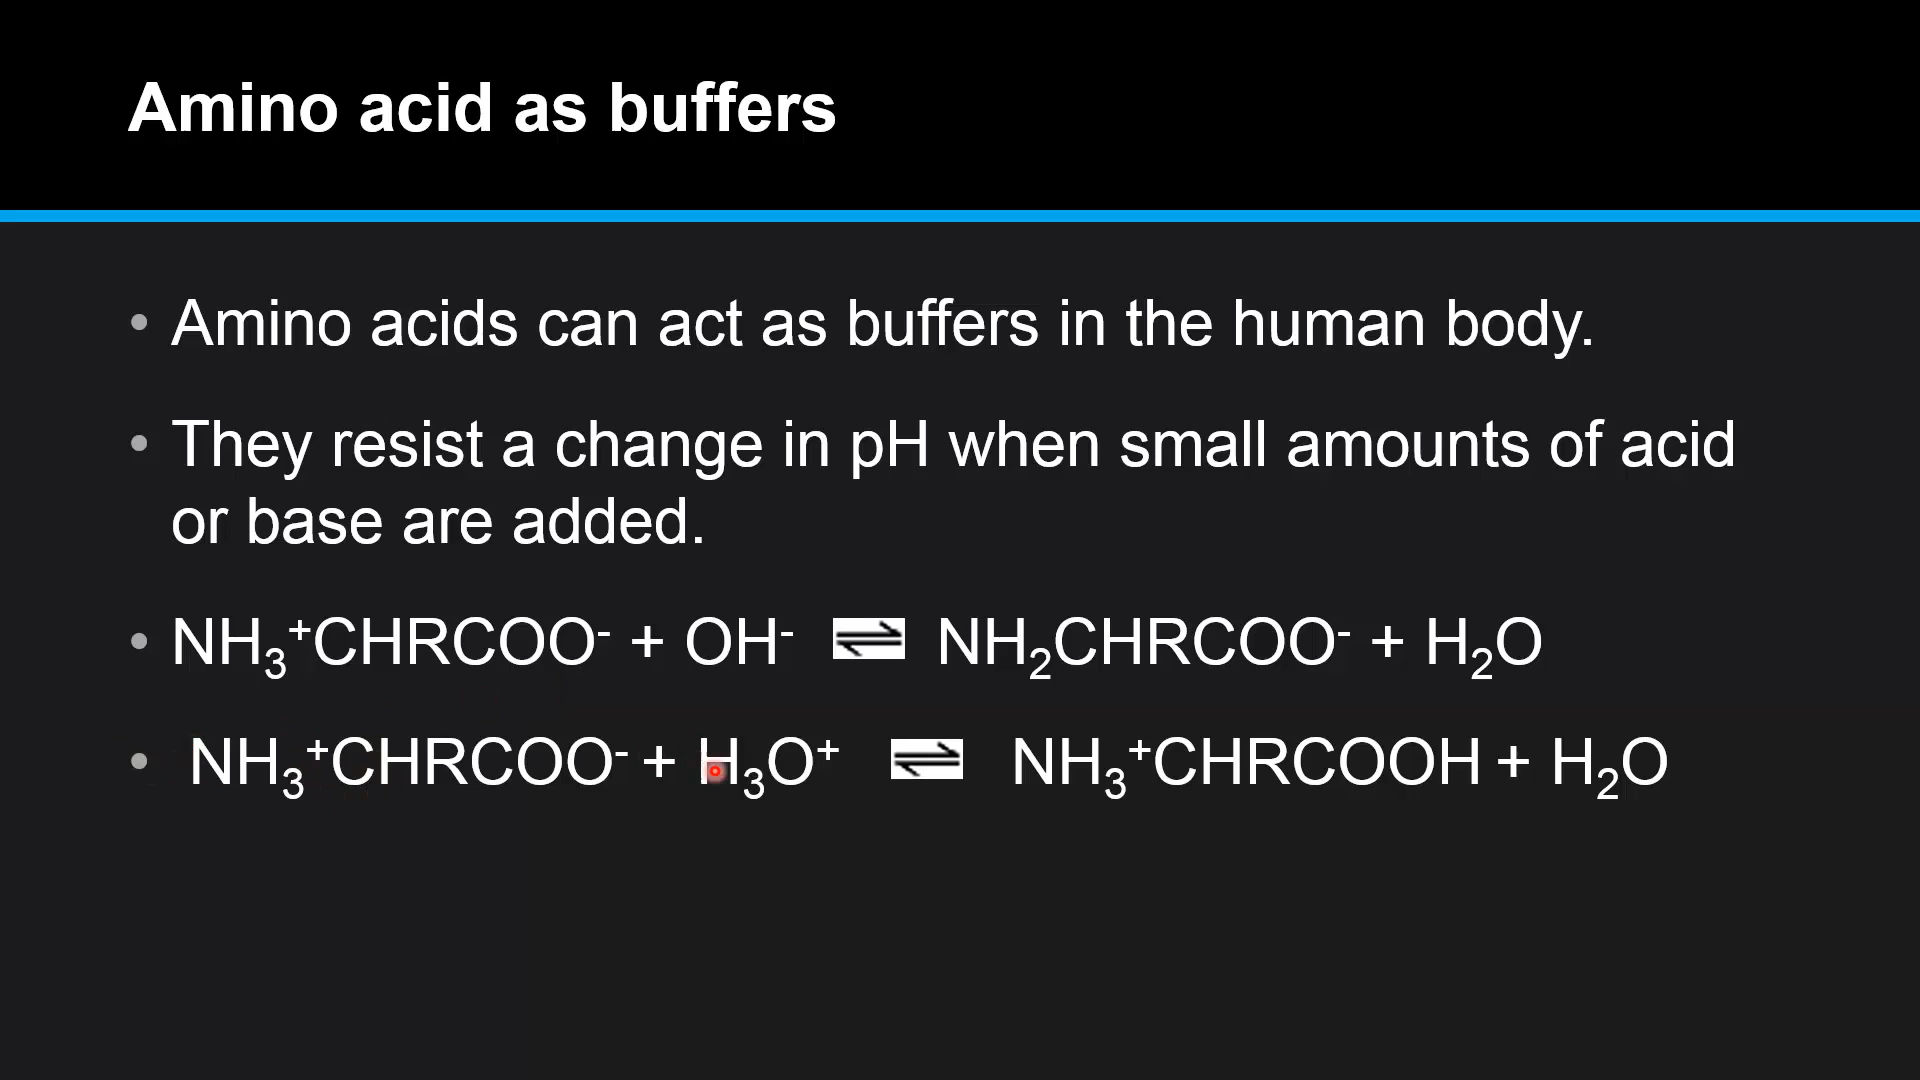 Amino acid as buffers
• Amino acids can act as buffers in the human body.
• They resist a change in pH when small amounts of acid
or base are added.
• NH₃⁺CHRCOO⁻ + OH⁻ ⇌ NH₂CHRCOO⁻ + H₂O
• NH₃⁺CHRCOO⁻ + H₃O⁺ ⇌ NH₃⁺CHRCOOH + H₂O